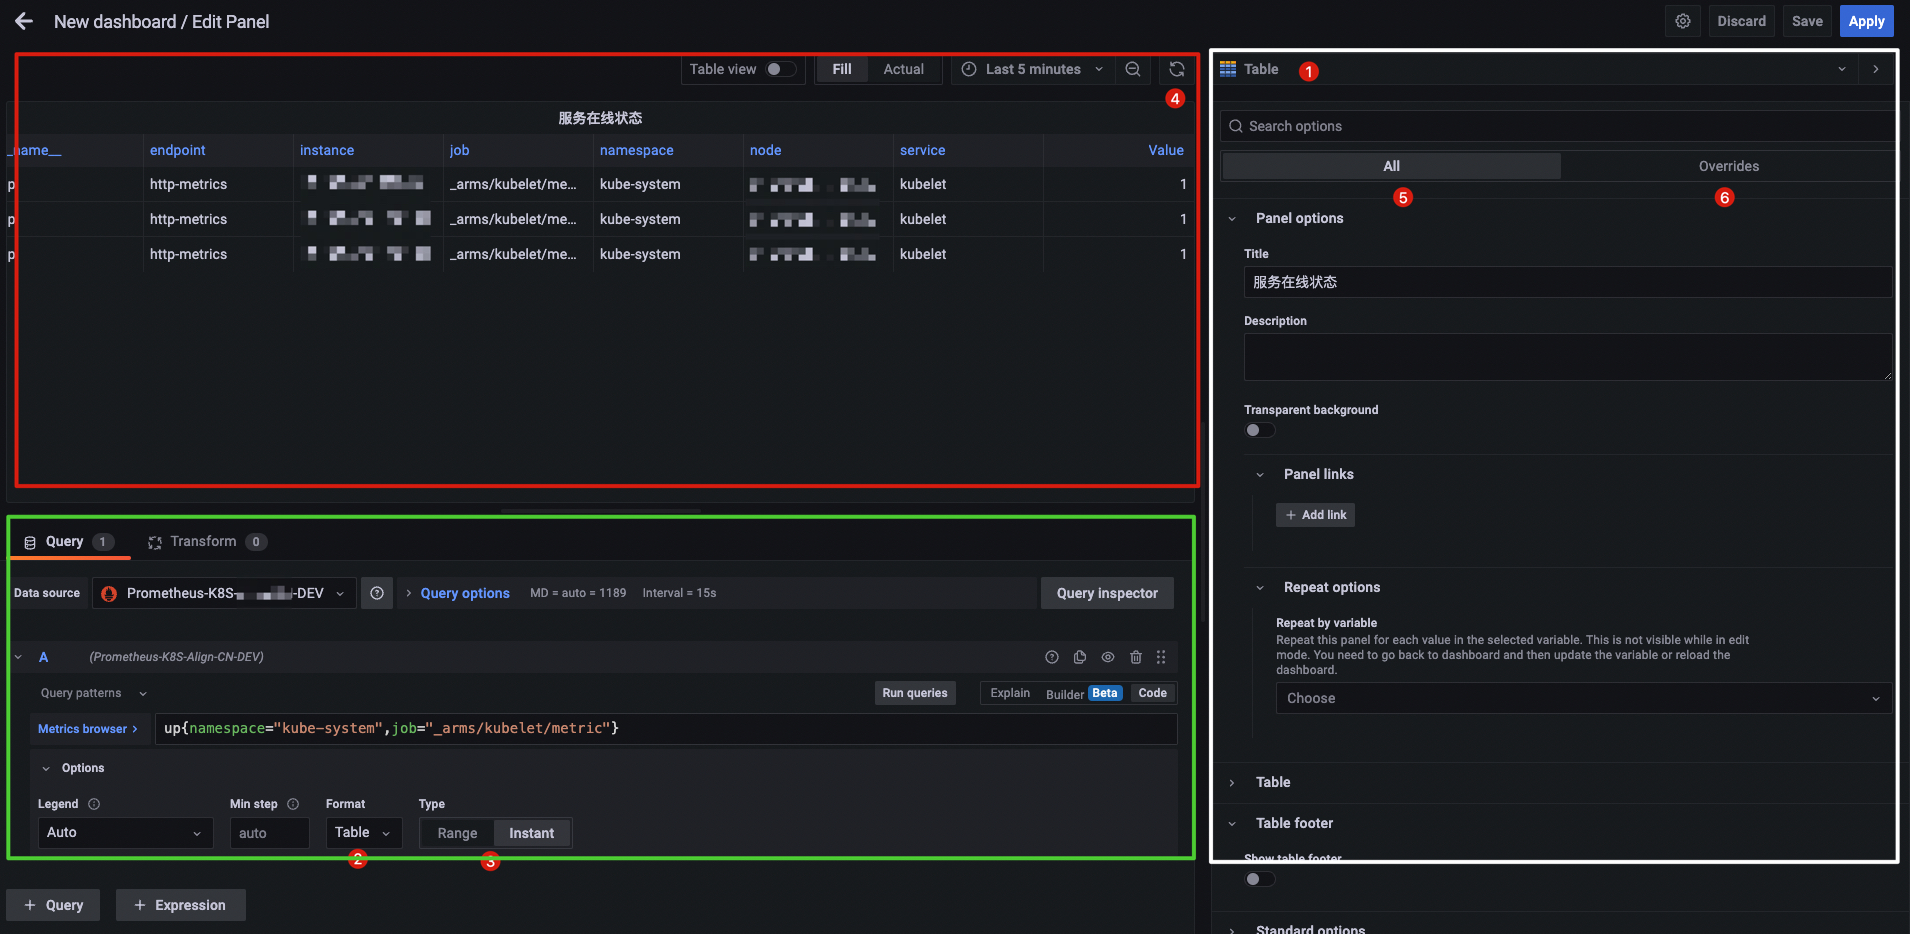 New dashboard / Edit Panel
Discard
Save
Apply
Table view
Fill
Actual
Last 5 minutes
4
服务在线状态
endpoint
instance
job
namespace
node
service
Value
p
http-metrics
_arms/kubelet/me...
kube-system
kubelet
1
p
http-metrics
_arms/kubelet/me...
kube-system
kubelet
1
p
http-metrics
_arms/kubelet/me...
kube-system
kubelet
1
Query
1
Transform
0
Data source
Prometheus-K8S-
-DEV
Query options
MD = auto = 1189
Interval = 15s
Query inspector
A
(Prometheus-K8S-Align-CN-DEV)
Query patterns
Run queries
Explain
Builder
Beta
Code
Metrics browser >
up{namespace="kube-system",job="_arms/kubelet/metric"}
Options
Legend
Min step
Format
Type
Auto
auto
Table
Range
Instant
2
3
+ Query
+ Expression
Table
1
Search options
All
Overrides
5
6
Panel options
Title
服务在线状态
Description
Transparent background
Panel links
+ Add link
Repeat options
Repeat by variable
Repeat this panel for each value in the selected variable. This is not visible while in edit
mode. You need to go back to dashboard and then update the variable or reload the
dashboard.
Choose
Table
Table footer
Show table footer
Standard options